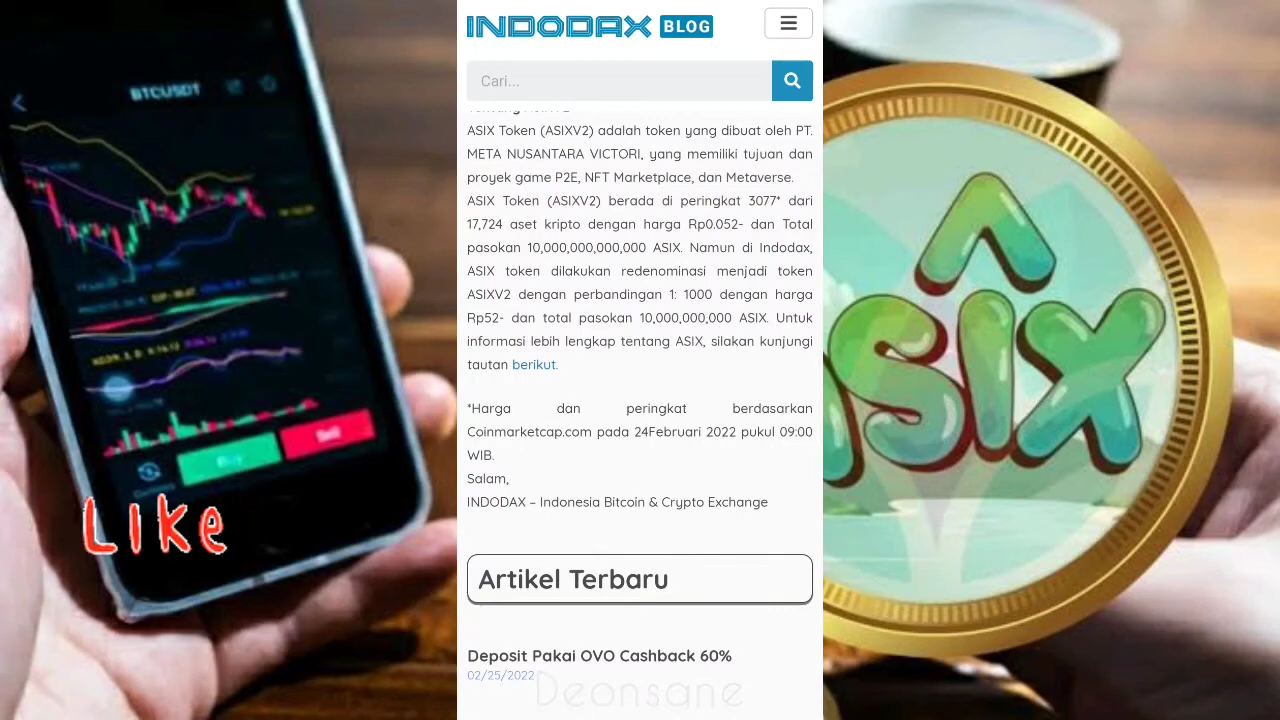 BTCUSDT
Buy
Sell
Like
INDODAX BLOG
Cari...
ASIX Token (ASIXV2) adalah token yang dibuat oleh PT.
META NUSANTARA VICTORI, yang memiliki tujuan dan
proyek game P2E, NFT Marketplace, dan Metaverse.
ASIX Token (ASIXV2) berada di peringkat 3077* dari
17,724 aset kripto dengan harga Rp0.052- dan Total
pasokan 10,000,000,000,000 ASIX. Namun di Indodax,
ASIX token dilakukan redenominasi menjadi token
ASIXV2 dengan perbandingan 1: 1000 dengan harga
Rp52- dan total pasokan 10,000,000,000 ASIX. Untuk
informasi lebih lengkap tentang ASIX, silakan kunjungi
tautan berikut.
*Harga dan peringkat berdasarkan
Coinmarketcap.com pada 24Februari 2022 pukul 09:00
WIB.
Salam,
INDODAX – Indonesia Bitcoin & Crypto Exchange
Artikel Terbaru
Deposit Pakai OVO Cashback 60%
02/25/2022
Deonsane
ASIX